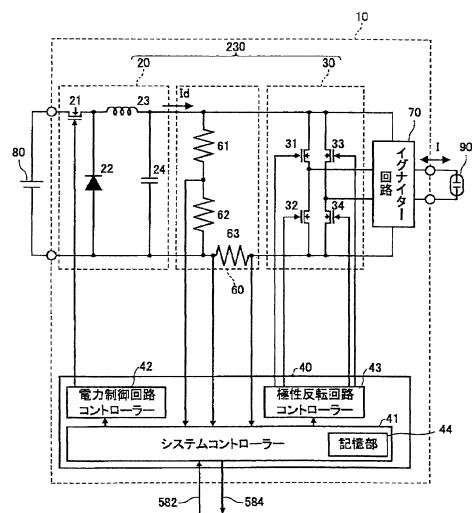 10
230
20
30
21
23
Id
31
33
70
80
22
24
61
62
63
60
32
34
イグナイター
回路
I
90
42
40
43
電力制御回路
コントローラー
極性反転回路
コントローラー
41
44
システムコントローラー
記憶部
582
584